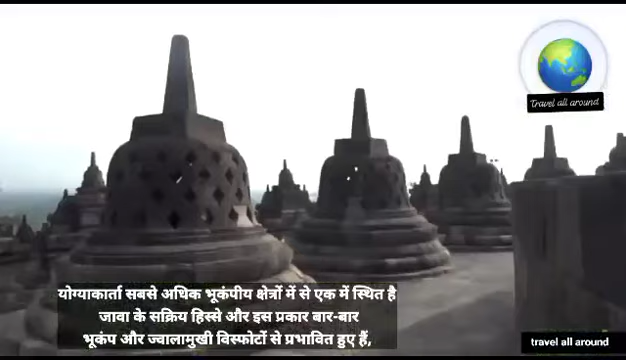 Travel all around
योग्याकार्ता सबसे अधिक भूकंपीय क्षेत्रों में से एक में स्थित है
जावा के सक्रिय हिस्से और इस प्रकार बार-बार
भूकंप और ज्वालामुखी विस्फोटों से प्रभावित हुए हैं,
travel all around